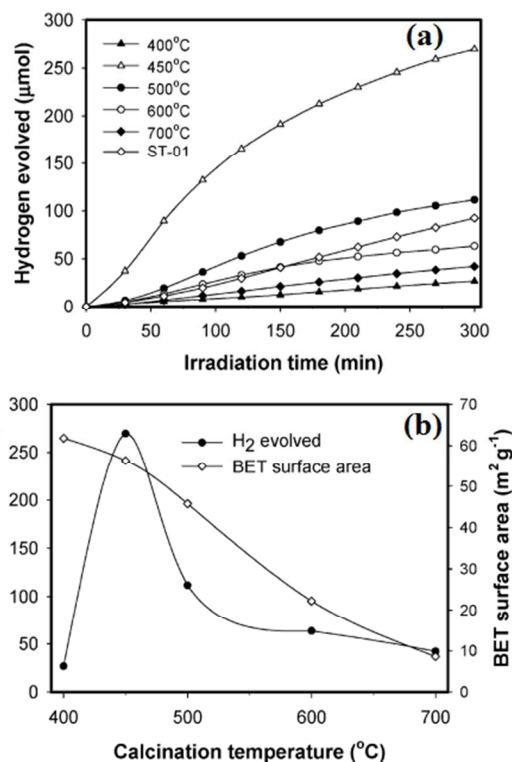 (a)
400°C
450°C
500°C
600°C
700°C
ST-01
Hydrogen evolved (μmol)
300
250
200
150
100
50
0
0 50 100 150 200 250 300
Irradiation time (min)
(b)
H2 evolved
BET surface area
300
250
200
150
100
50
0
70
60
50
40
30
20
10
0
BET surface area (m2 g-1)
400 500 600 700
Calcination temperature (oC)